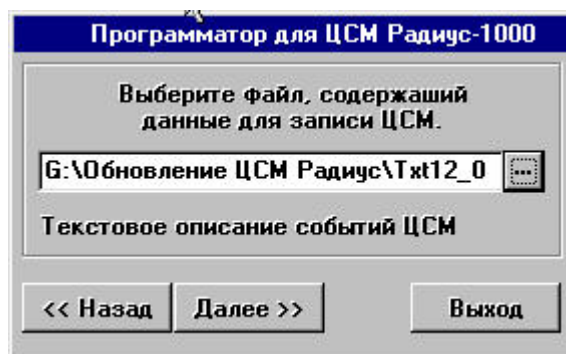 Программатор для ЦСМ Радиус-1000
Выберите файл, содержаший
данные для записи ЦСМ.
G:\Обновление ЦСМ Радиус\Txt12_0
...
Текстовое описание событий ЦСМ
<< Назад
Далее >>
Выход